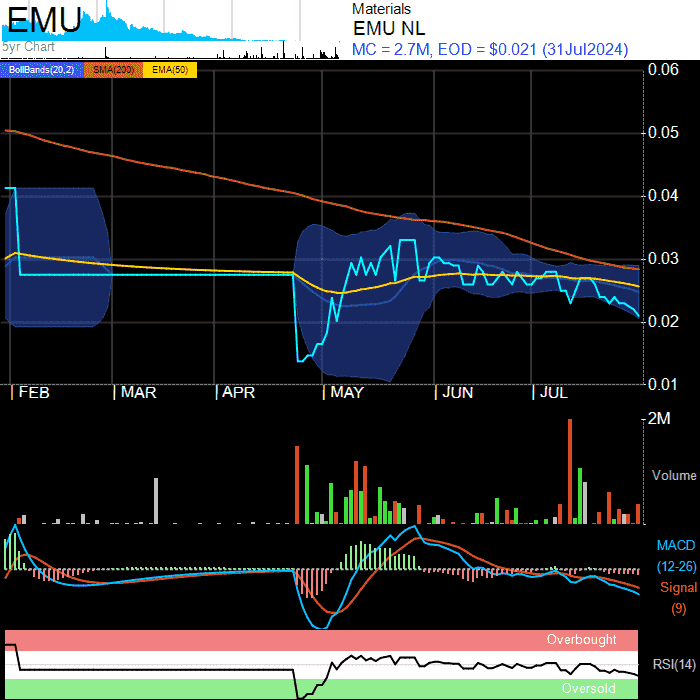 EMU
Materials
EMU NL
MC = 2.7M, EOD = $0.021 (31Jul2024)
5yr Chart
BollBands(20,2) SMA(200) EMA(50)
0.06
0.05
0.04
0.03
0.02
0.01
FEB MAR APR MAY JUN JUL
2M
Volume
MACD
(12-26)
Signal
(9)
Overbought
RSI(14)
Oversold